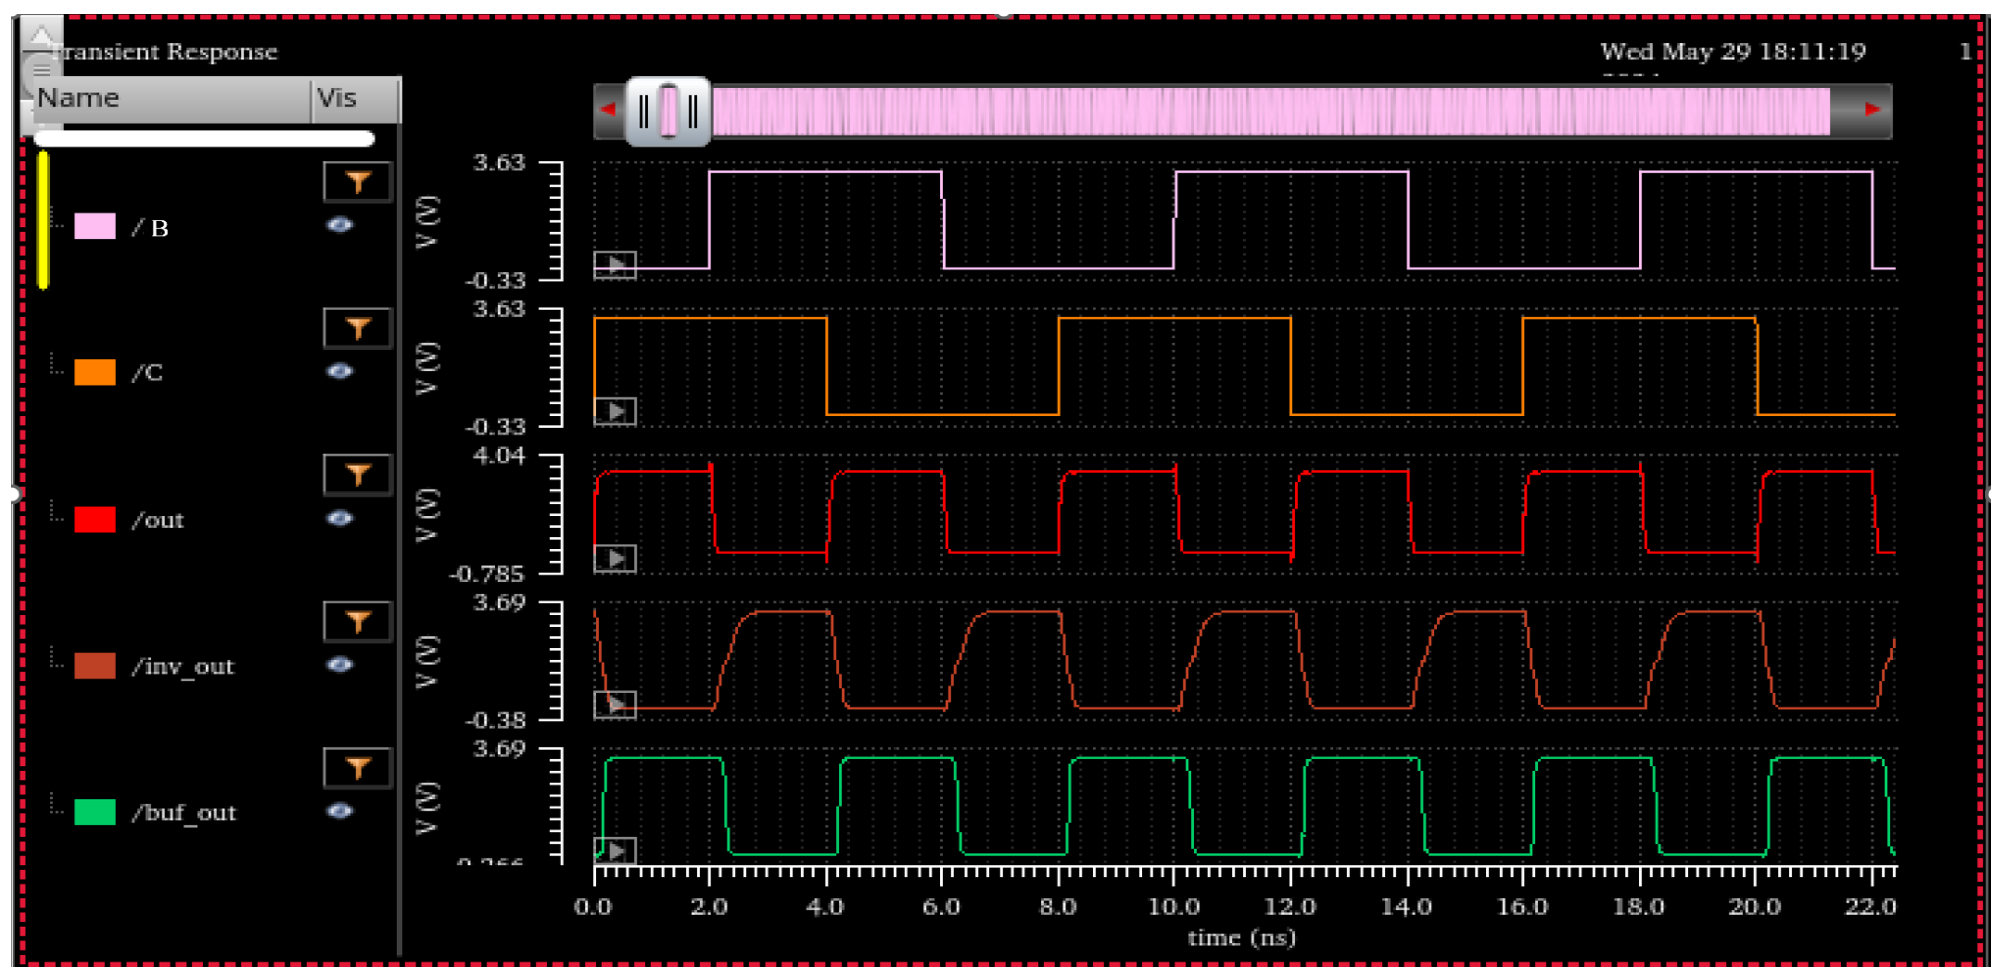 Transient Response
Wed May 29 18:11:19
1
Name
Vis
/ B
V (V)
3.63
-0.33
/C
V (V)
3.63
-0.33
/out
V (V)
4.04
-0.785
/inv_out
V (V)
3.69
-0.38
/buf_out
V (V)
3.69
0.0 2.0 4.0 6.0 8.0 10.0 12.0 14.0 16.0 18.0 20.0 22.0
time (ns)